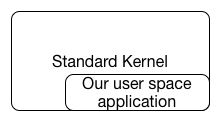 Standard Kernel
Our user space
application